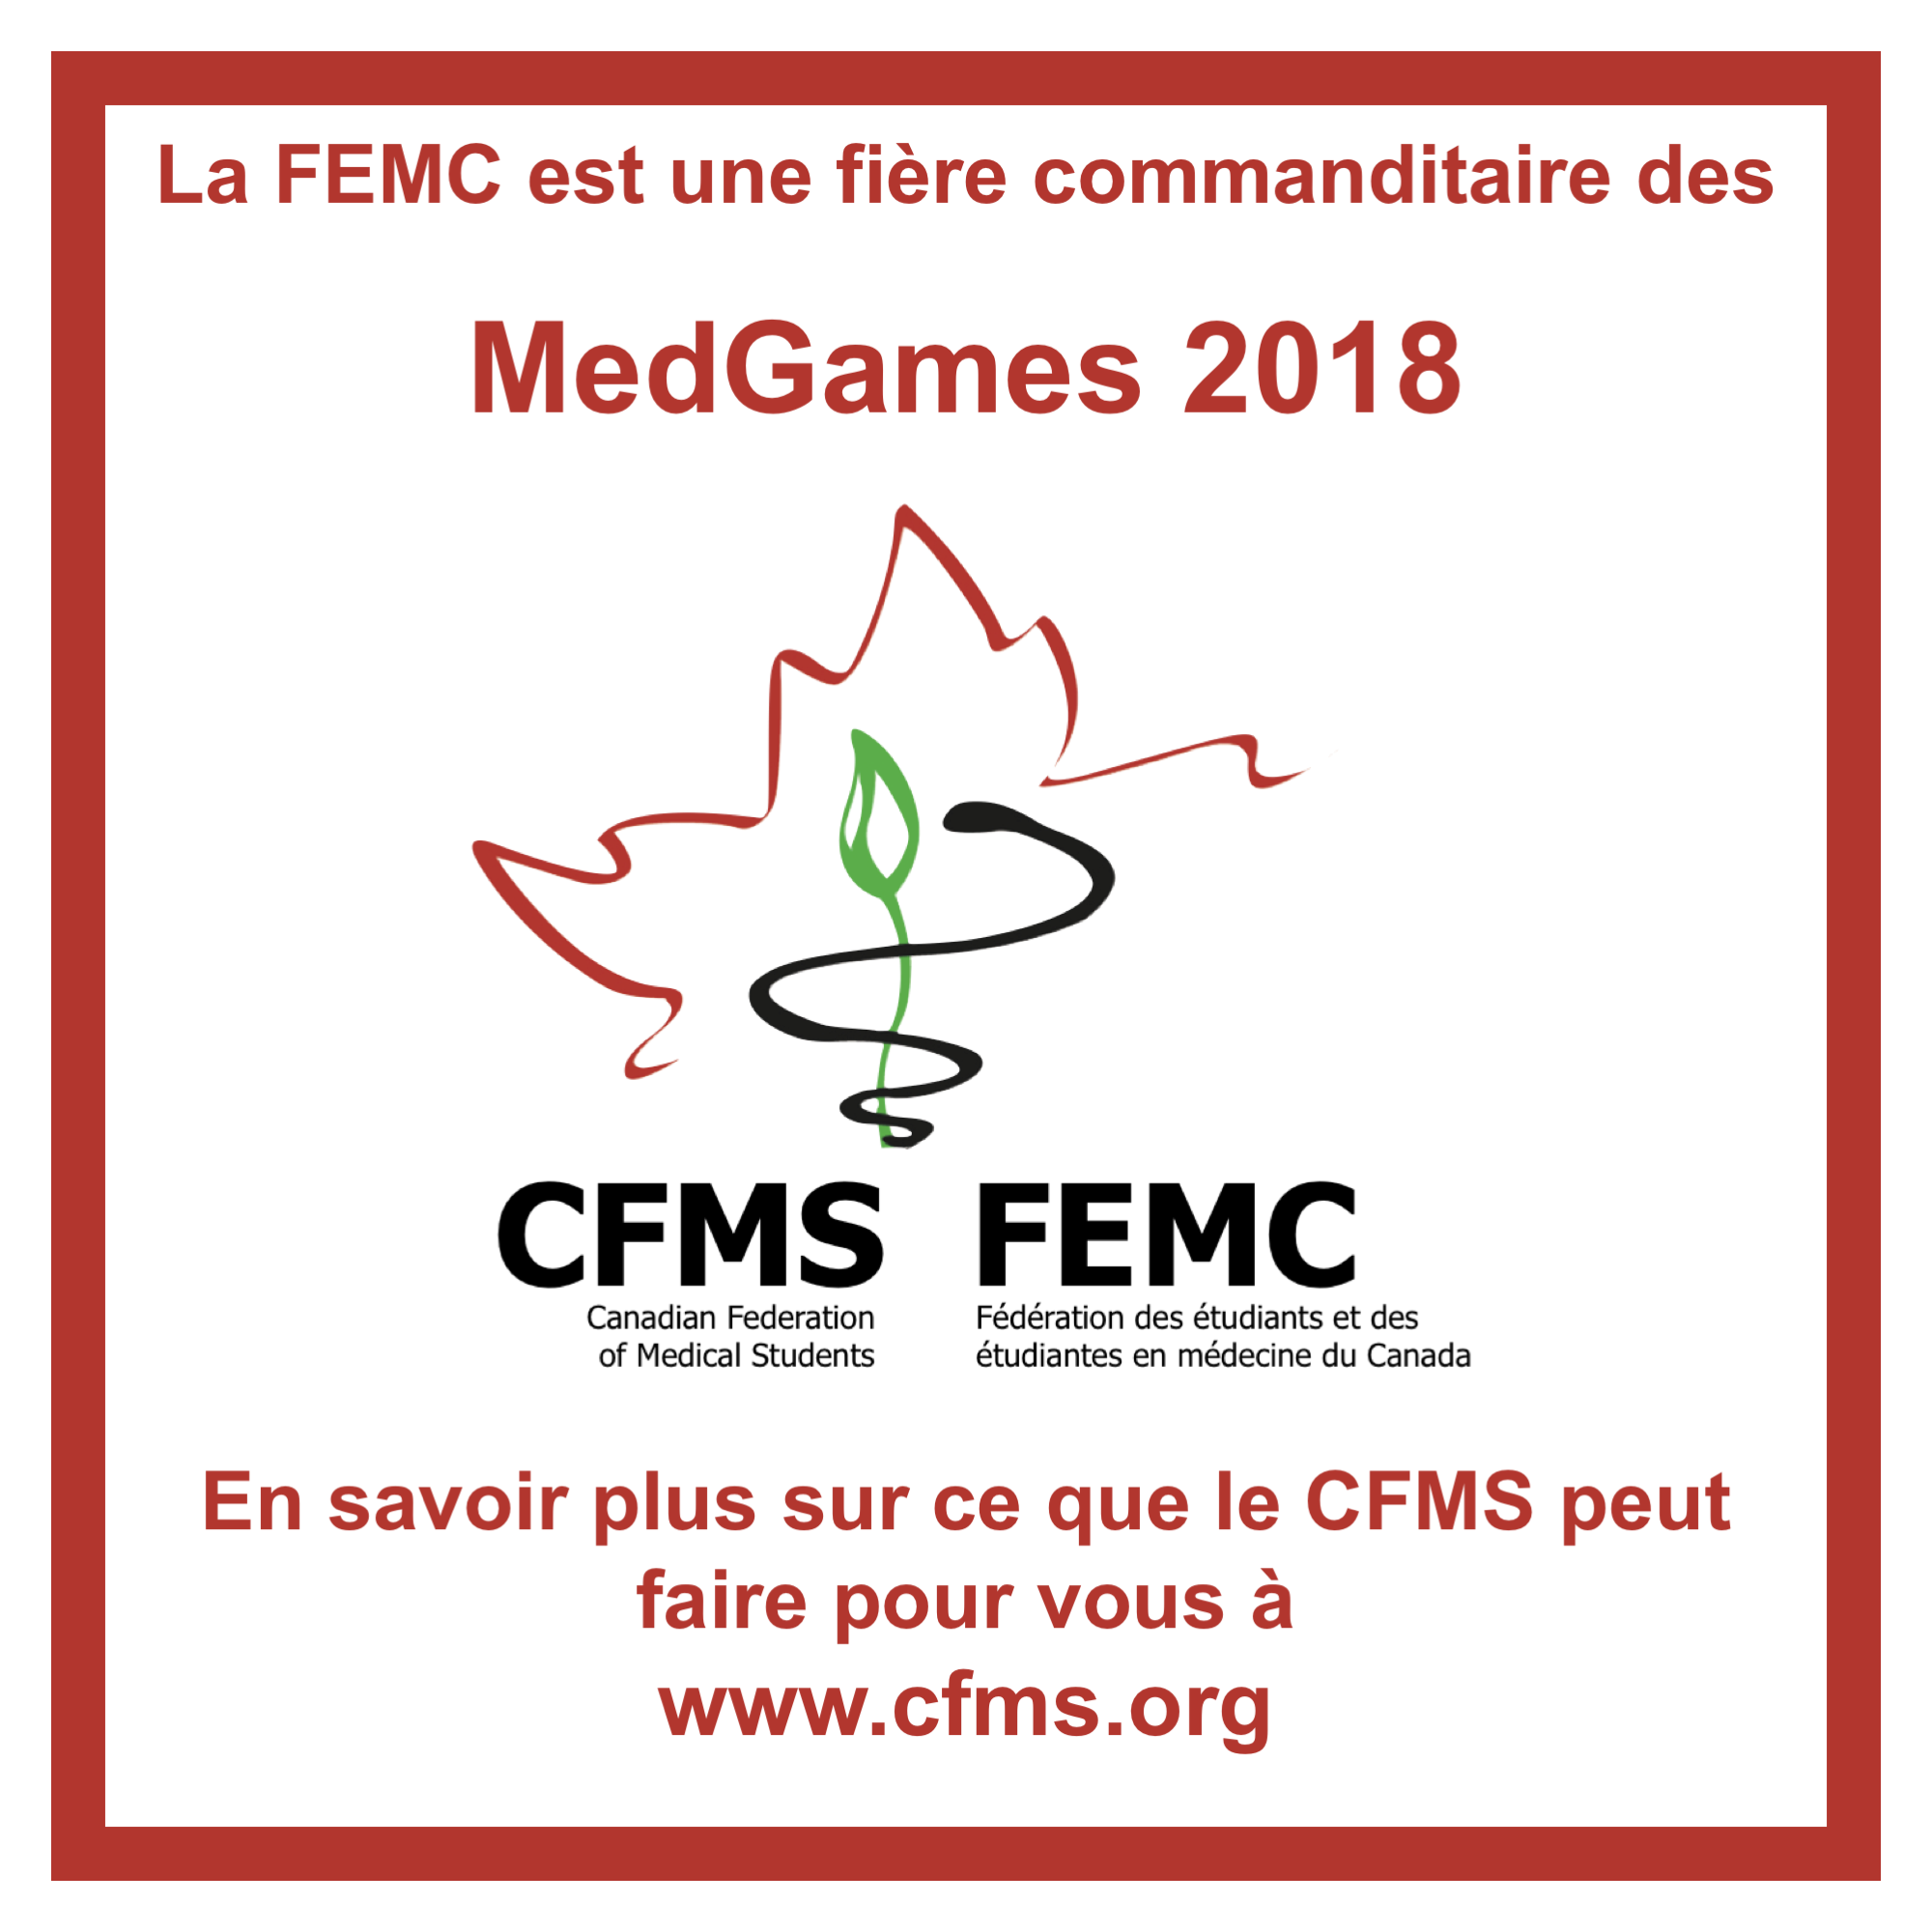 La FEMC est une fière commanditaire des
MedGames 2018
CFMS FEMC
Canadian Federation
of Medical Students
Fédération des étudiants et des
étudiantes en médecine du Canada
En savoir plus sur ce que le CFMS peut
faire pour vous à
www.cfms.org